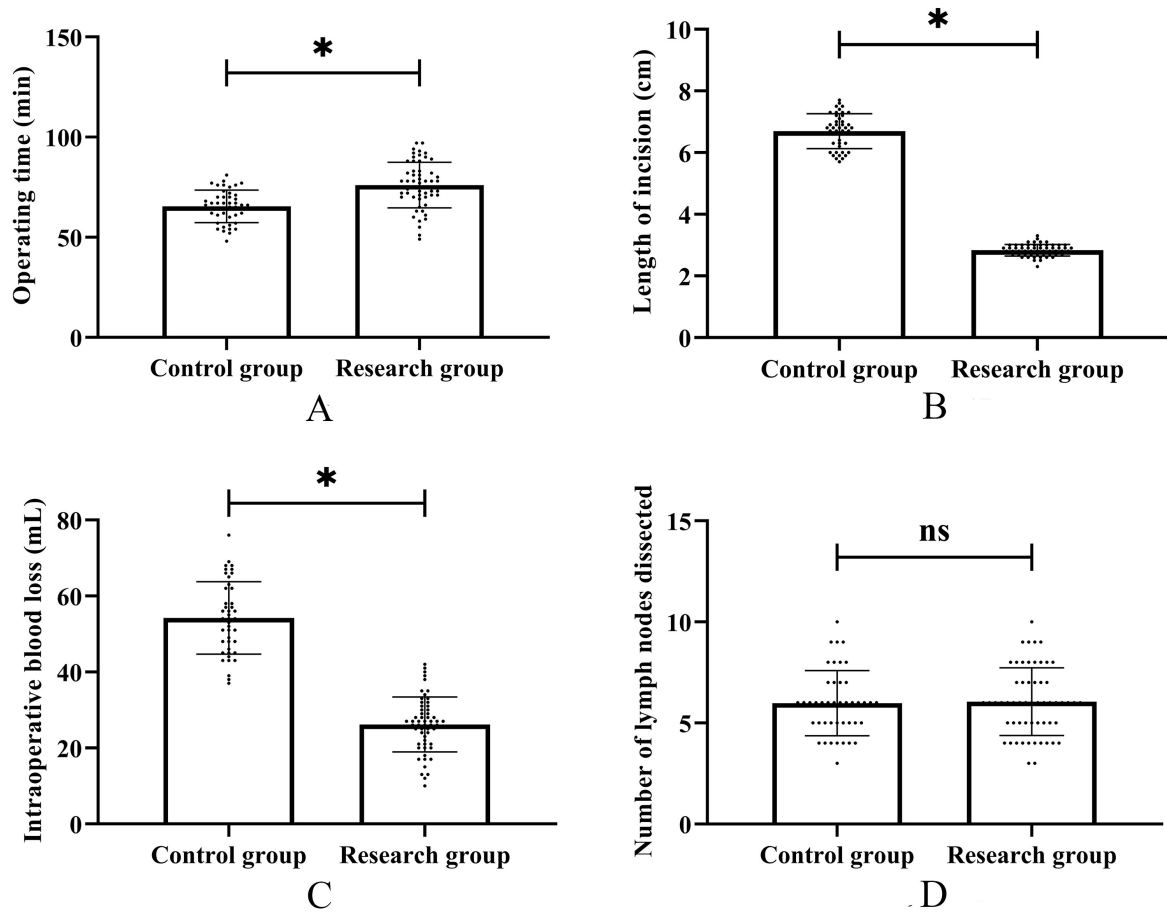 Operating time (min)
150
100
50
0
*
Control group
Research group
A
Length of incision (cm)
10
8
6
4
2
0
*
Control group
Research group
B
Intraoperative blood loss (mL)
80
60
40
20
0
*
Control group
Research group
C
Number of lymph nodes dissected
15
10
5
0
ns
Control group
Research group
D